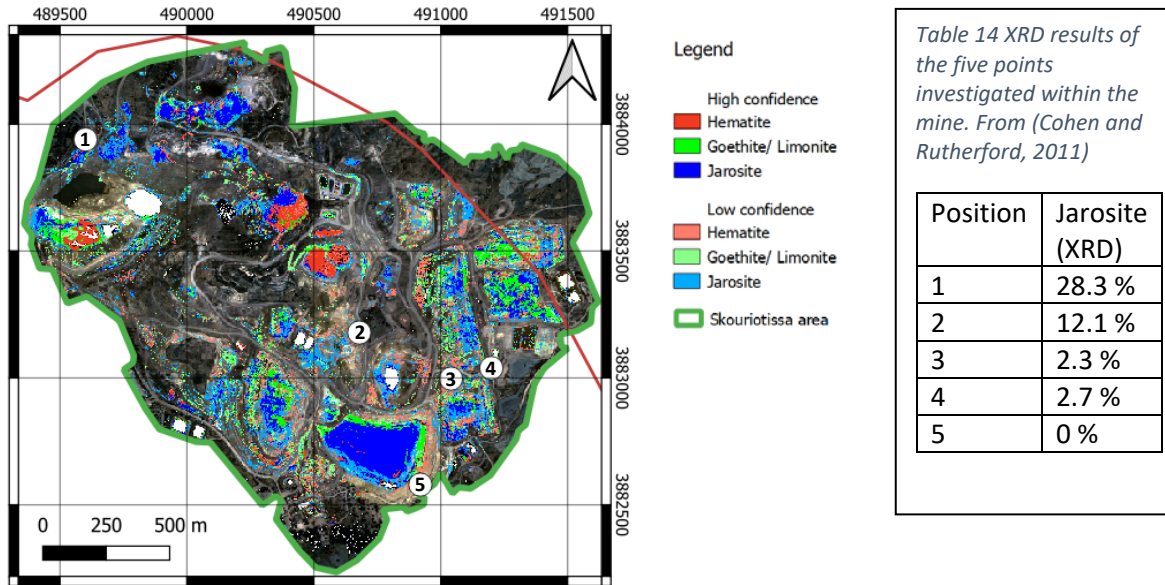 489500 490000 490500 491000 491500
3884000
3883500
3883000
3882500
1
2
3
4
5
0 250 500 m
Legend
High confidence
Hematite
Goethite/ Limonite
Jarosite
Low confidence
Hematite
Goethite/ Limonite
Jarosite
Skouriotissa area
Table 14 XRD results of
the five points
investigated within the
mine. From (Cohen and
Rutherford, 2011)
Position Jarosite
(XRD)
1 28.3 %
2 12.1 %
3 2.3 %
4 2.7 %
5 0 %